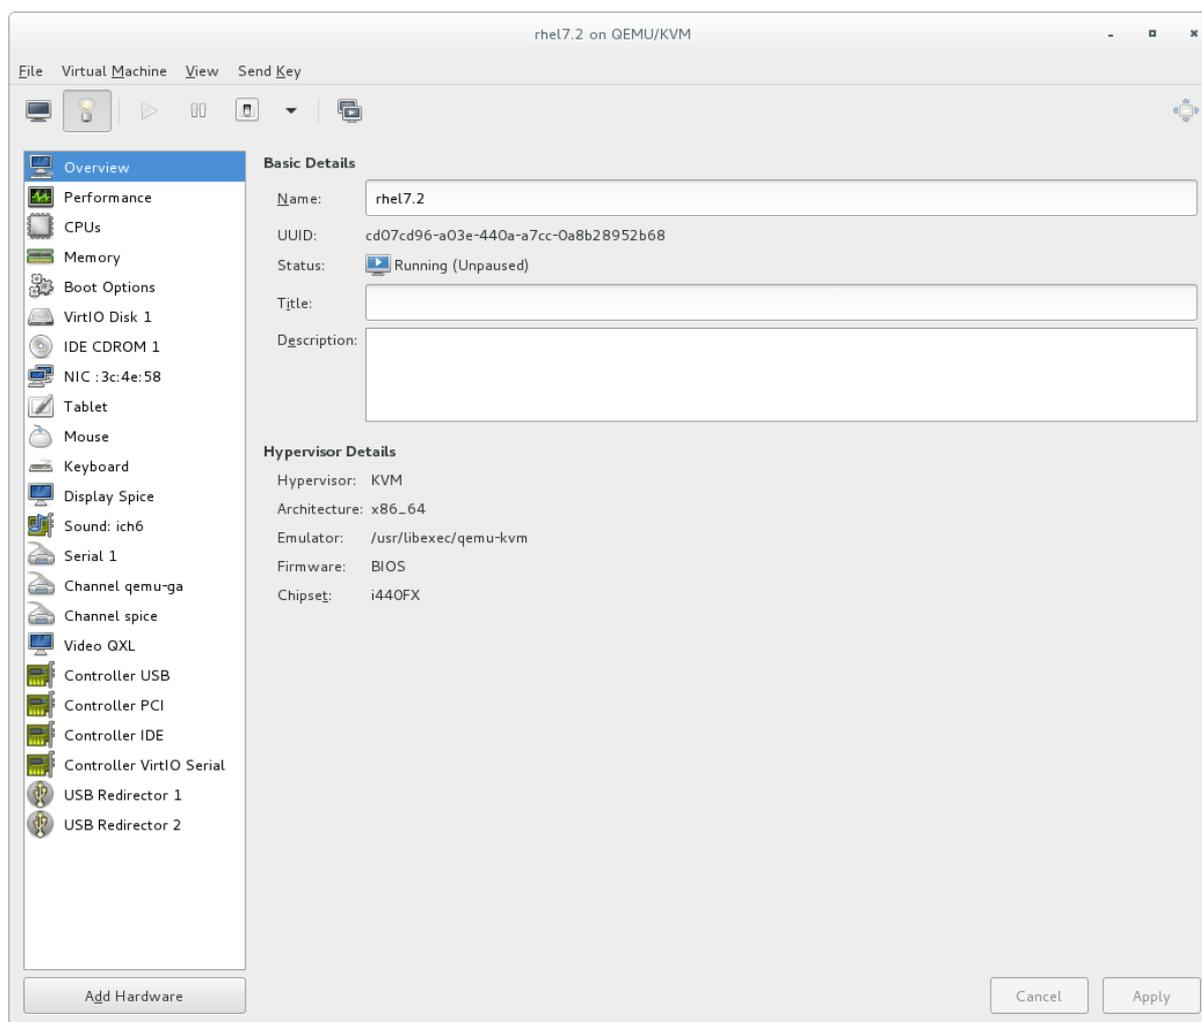 rhel7.2 on QEMU/KVM
File Virtual Machine View Send Key
Overview
Performance
CPUs
Memory
Boot Options
VirtIO Disk 1
IDE CDROM 1
NIC :3c:4e:58
Tablet
Mouse
Keyboard
Display Spice
Sound: ich6
Serial 1
Channel qemu-ga
Channel spice
Video QXL
Controller USB
Controller PCI
Controller IDE
Controller VirtIO Serial
USB Redirector 1
USB Redirector 2
Add Hardware
Basic Details
Name: rhel7.2
UUID: cd07cd96-a03e-440a-a7cc-0a8b28952b68
Status: Running (Unpaused)
Title:
Description:
Hypervisor Details
Hypervisor: KVM
Architecture: x86_64
Emulator: /usr/libexec/qemu-kvm
Firmware: BIOS
Chipset: i440FX
Cancel Apply